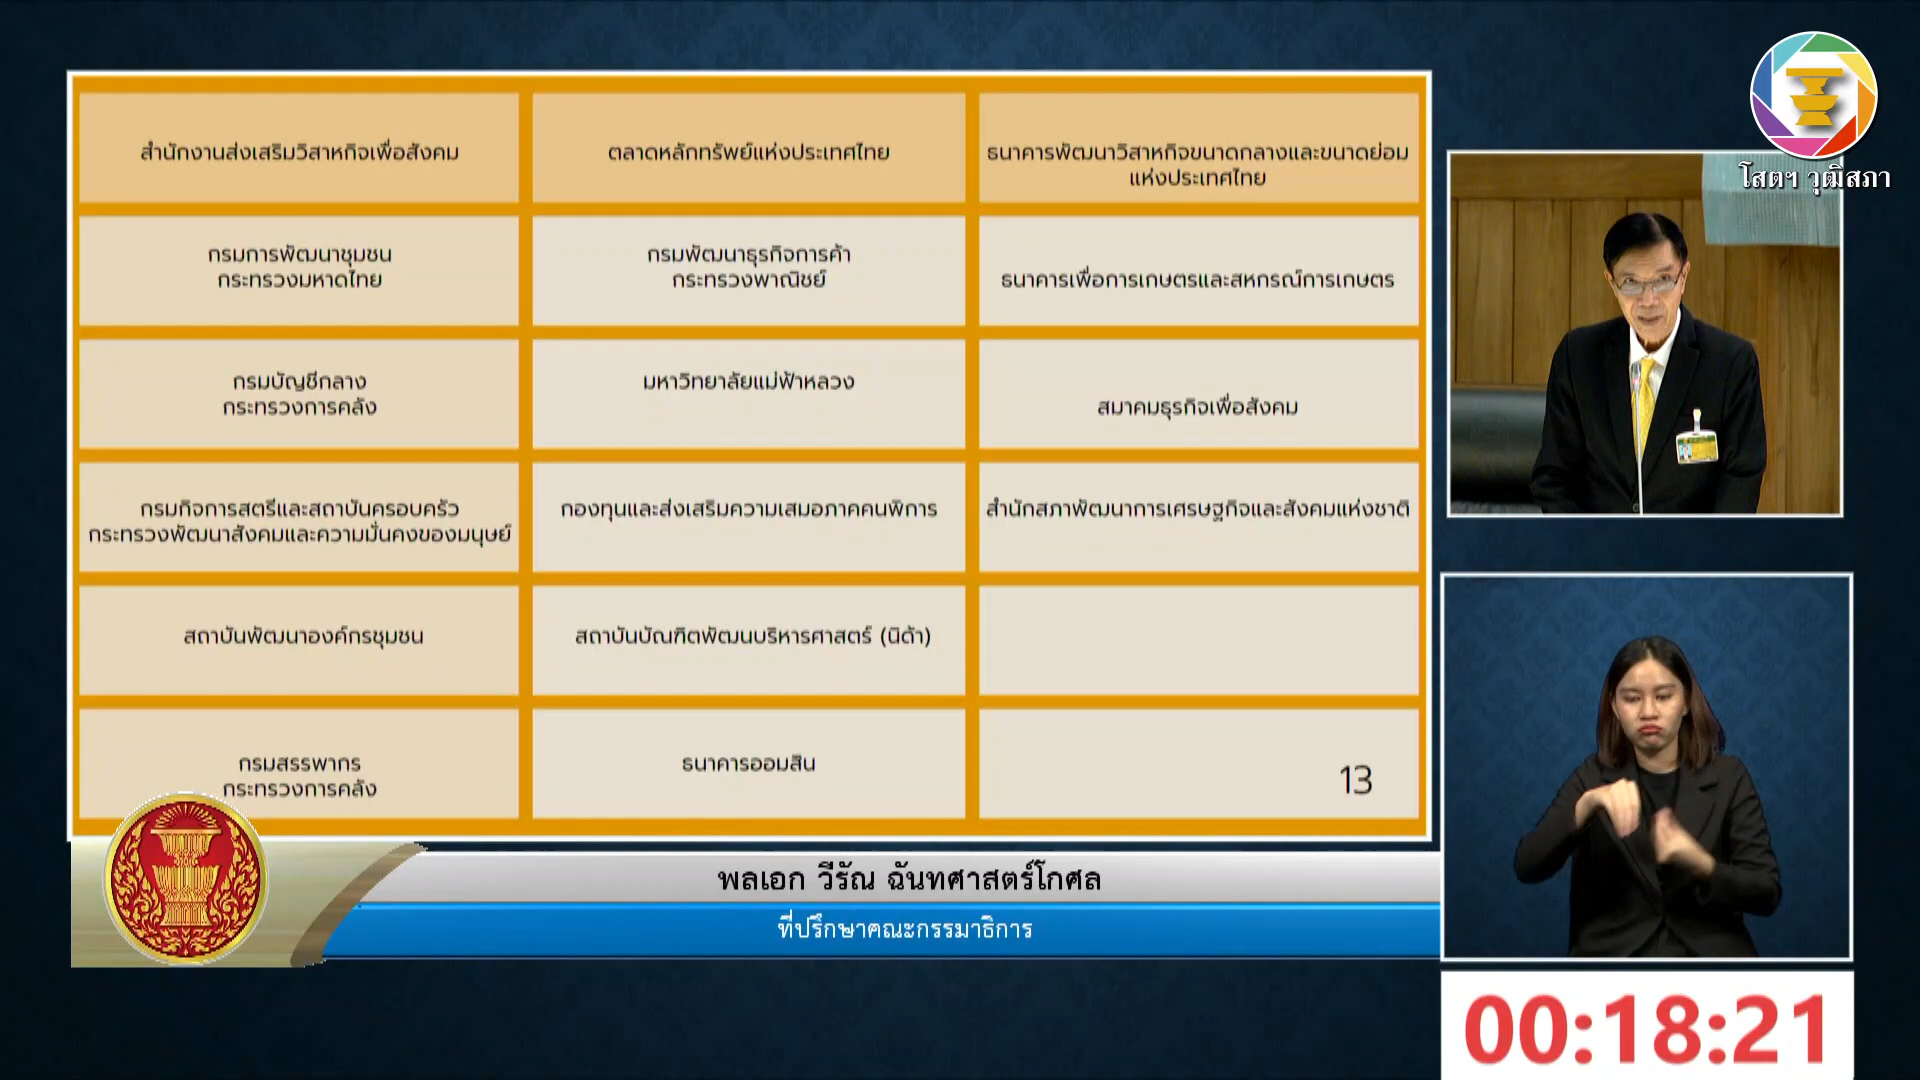 สำนักงานส่งเสริมวิสาหกิจเพื่อสังคม
ตลาดหลักทรัพย์แห่งประเทศไทย
ธนาคารพัฒนาวิสาหกิจขนาดกลางและขนาดย่อม
แห่งประเทศไทย
กรมการพัฒนาชุมชน
กระทรวงมหาดไทย
กรมพัฒนาธุรกิจการค้า
กระทรวงพาณิชย์
ธนาคารเพื่อการเกษตรและสหกรณ์การเกษตร
กรมบัญชีกลาง
กระทรวงการคลัง
มหาวิทยาลัยแม่ฟ้าหลวง
สมาคมธุรกิจเพื่อสังคม
กรมกิจการสตรีและสถาบันครอบครัว
กระทรวงพัฒนาสังคมและความมั่นคงของมนุษย์
กองทุนและส่งเสริมความเสมอภาคคนพิการ
สำนักสภาพัฒนาการเศรษฐกิจและสังคมแห่งชาติ
สถาบันพัฒนาองค์กรชุมชน
สถาบันบัณฑิตพัฒนบริหารศาสตร์ (นิด้า)
กรมสรรพากร
กระทรวงการคลัง
ธนาคารออมสิน
13
โสตฯ วุฒิสภา
พลเอก วีรัณ ฉันทศาสตร์โกศล
ที่ปรึกษาคณะกรรมาธิการ
00:18:21